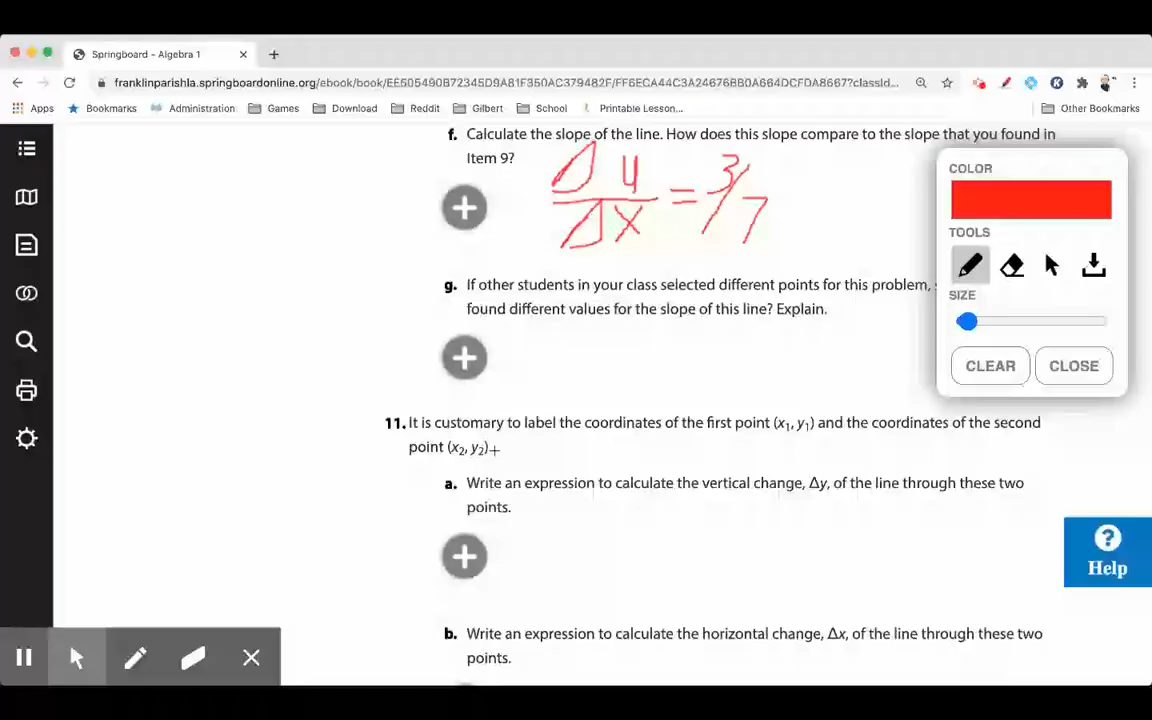 Springboard - Algebra 1
franklinparishla.springboardonline.org/ebook/book/EE605490B72345D9A81F350AC379482F/FF6ECA44C3A24676BB0A664DCFDA8667?classId...
Apps Bookmarks Administration Games Download Reddit Gilbert School Printable Lesson... Other Bookmarks
f. Calculate the slope of the line. How does this slope compare to the slope that you found in
Item 9?
Δy/Δx = 3/7
g. If other students in your class selected different points for this problem,
found different values for the slope of this line? Explain.
11. It is customary to label the coordinates of the first point (x₁, y₁) and the coordinates of the second
point (x₂, y₂)+
a. Write an expression to calculate the vertical change, Δy, of the line through these two
points.
b. Write an expression to calculate the horizontal change, Δx, of the line through these two
points.
COLOR
TOOLS
SIZE
CLEAR CLOSE
?
Help